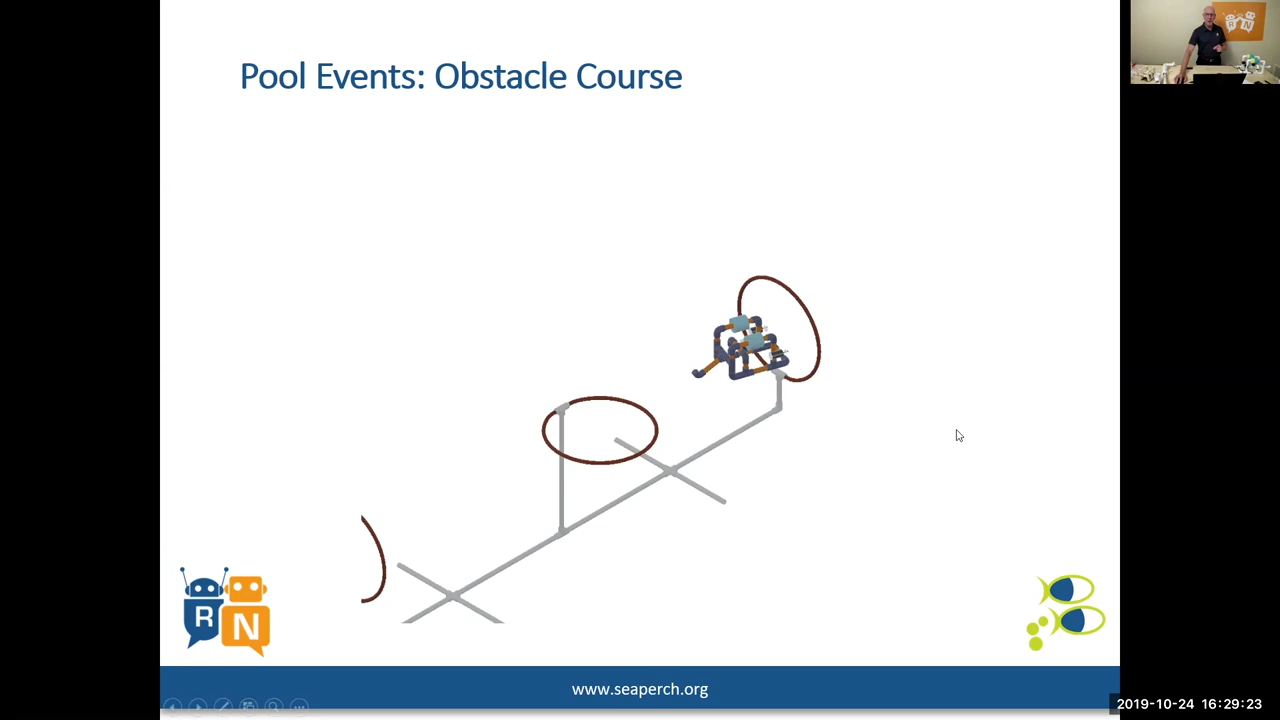 Pool Events: Obstacle Course
R N
R
N
www.seaperch.org
2019-10-24 16:29:23